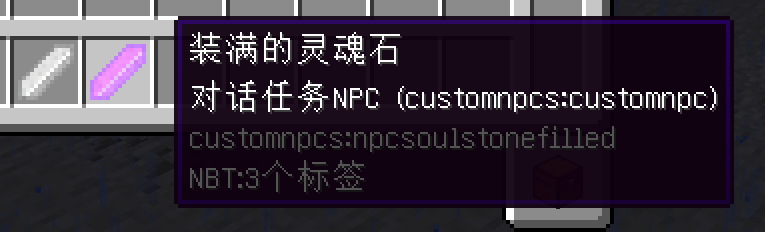 装满的灵魂石
对话任务NPC (customnpcs:customnpc)
customnpcs:npcsoulstonefilled
NBT:3个标签